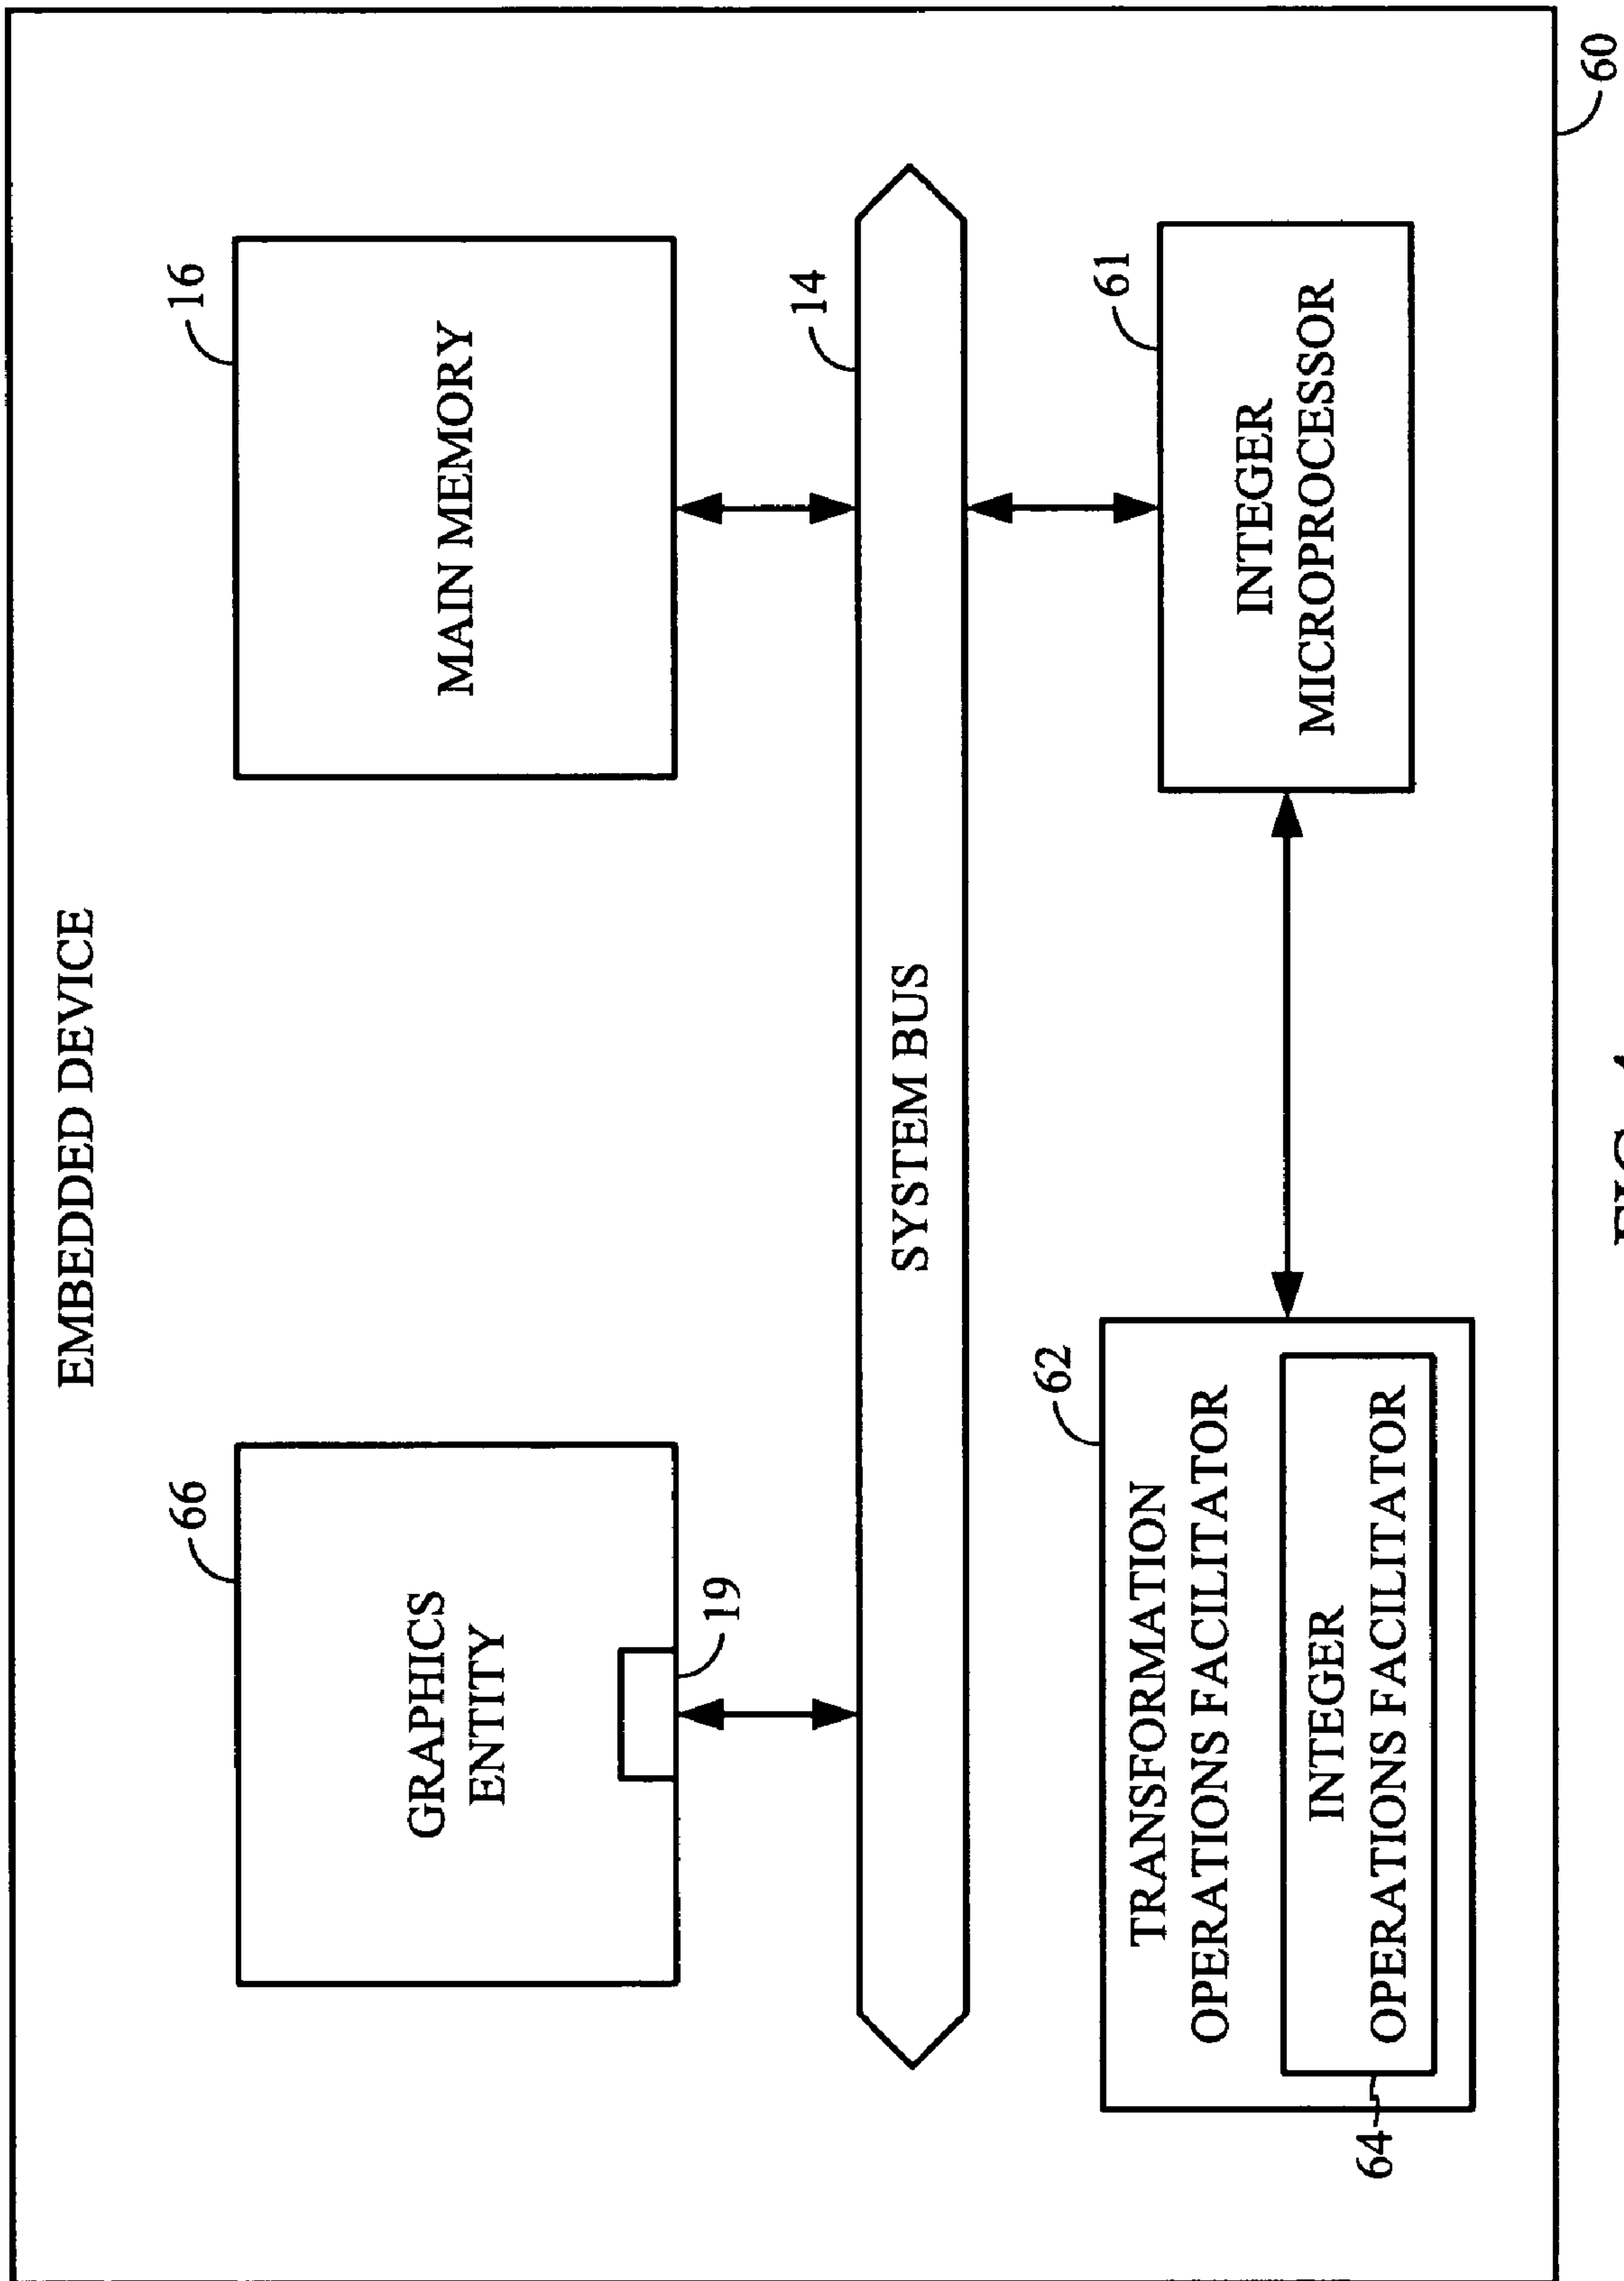 EMBEDDED DEVICE
66
GRAPHICS
ENTITY
19
16
MAIN MEMORY
14
SYSTEM BUS
62
TRANSFORMATION
OPERATIONS FACILITATOR
INTEGER
OPERATIONS FACILITATOR
64
61
INTEGER
MICROPROCESSOR
60